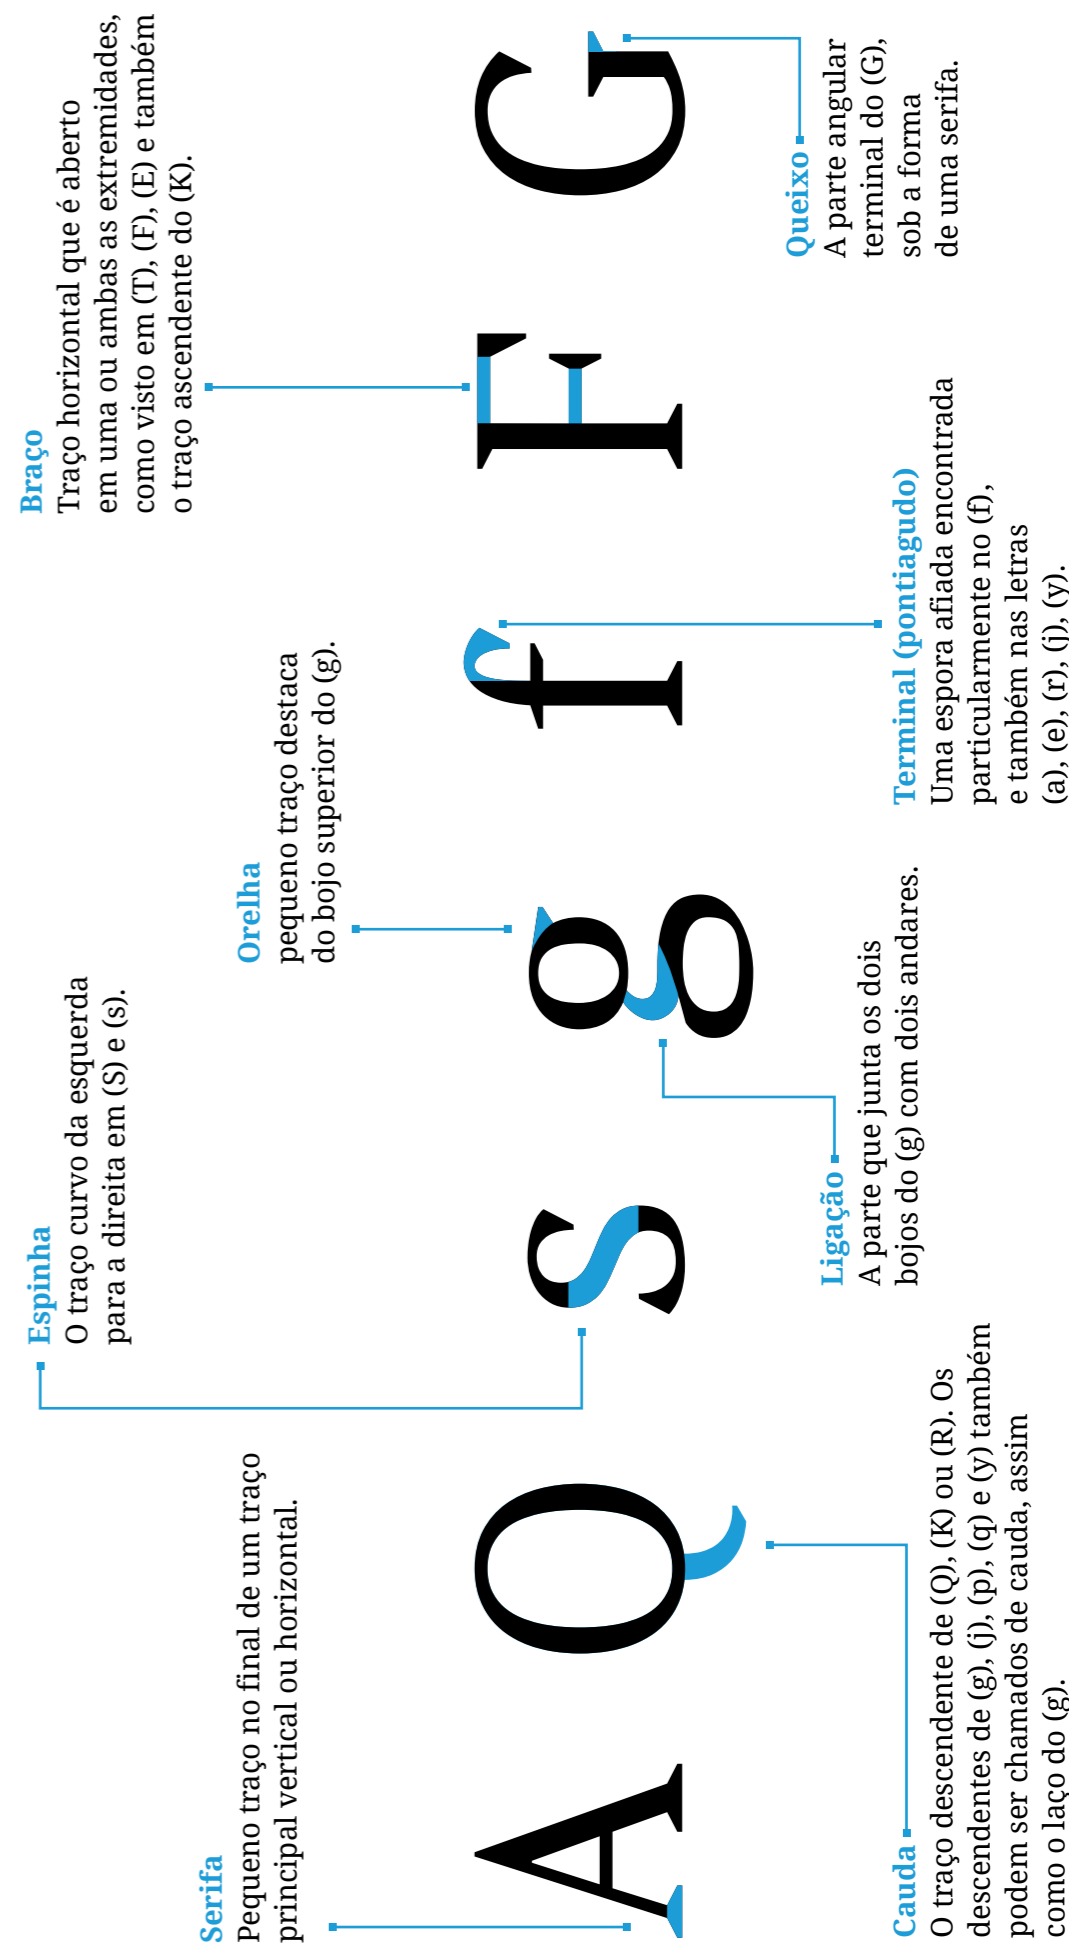 Serifa
Pequeno traço no final de um traço
principal vertical ou horizontal.
Espinha
O traço curvo da esquerda
para a direita em (S) e (s).
Orelha
pequeno traço destaca
do bojo superior do (g).
Braço
Traço horizontal que é aberto
em uma ou ambas as extremidades,
como visto em (T), (F), (E) e também
o traço ascendente do (K).
A Q s g f F G
Cauda
O traço descendente de (Q), (K) ou (R). Os
descendentes de (g), (j), (p), (q) e (y) também
podem ser chamados de cauda, assim
como o laço do (g).
Ligação
A parte que junta os dois
bojos do (g) com dois andares.
Terminal (pontiagudo)
Uma espora afiada encontrada
particularmente no (f),
e também nas letras
(a), (e), (r), (j), (y).
Queixo
A parte angular
terminal do (G),
sob a forma
de uma serifa.